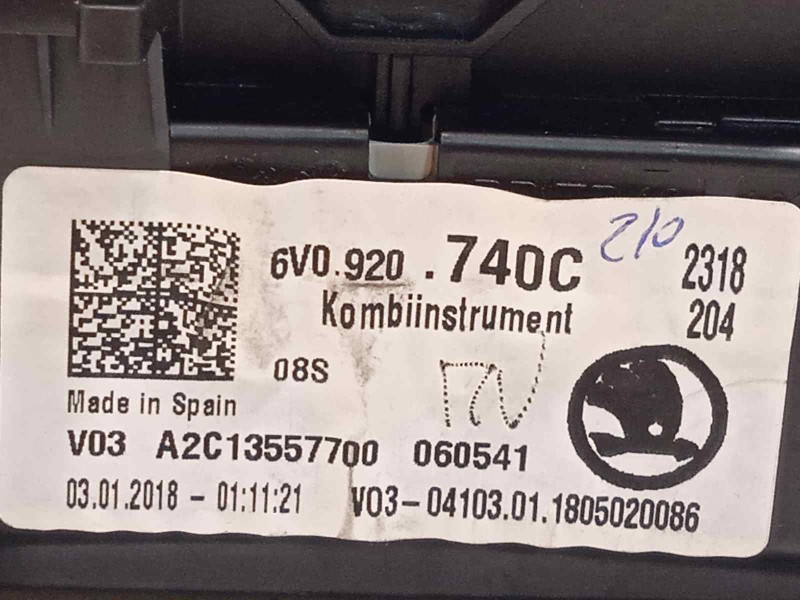 6V0.920 .740C 210 2318
Kombiinstrument 204
08S
Made in Spain
V03 A2C13557700 060541
03.01.2018 - 01:11:21 V03-04103.01.1805020086